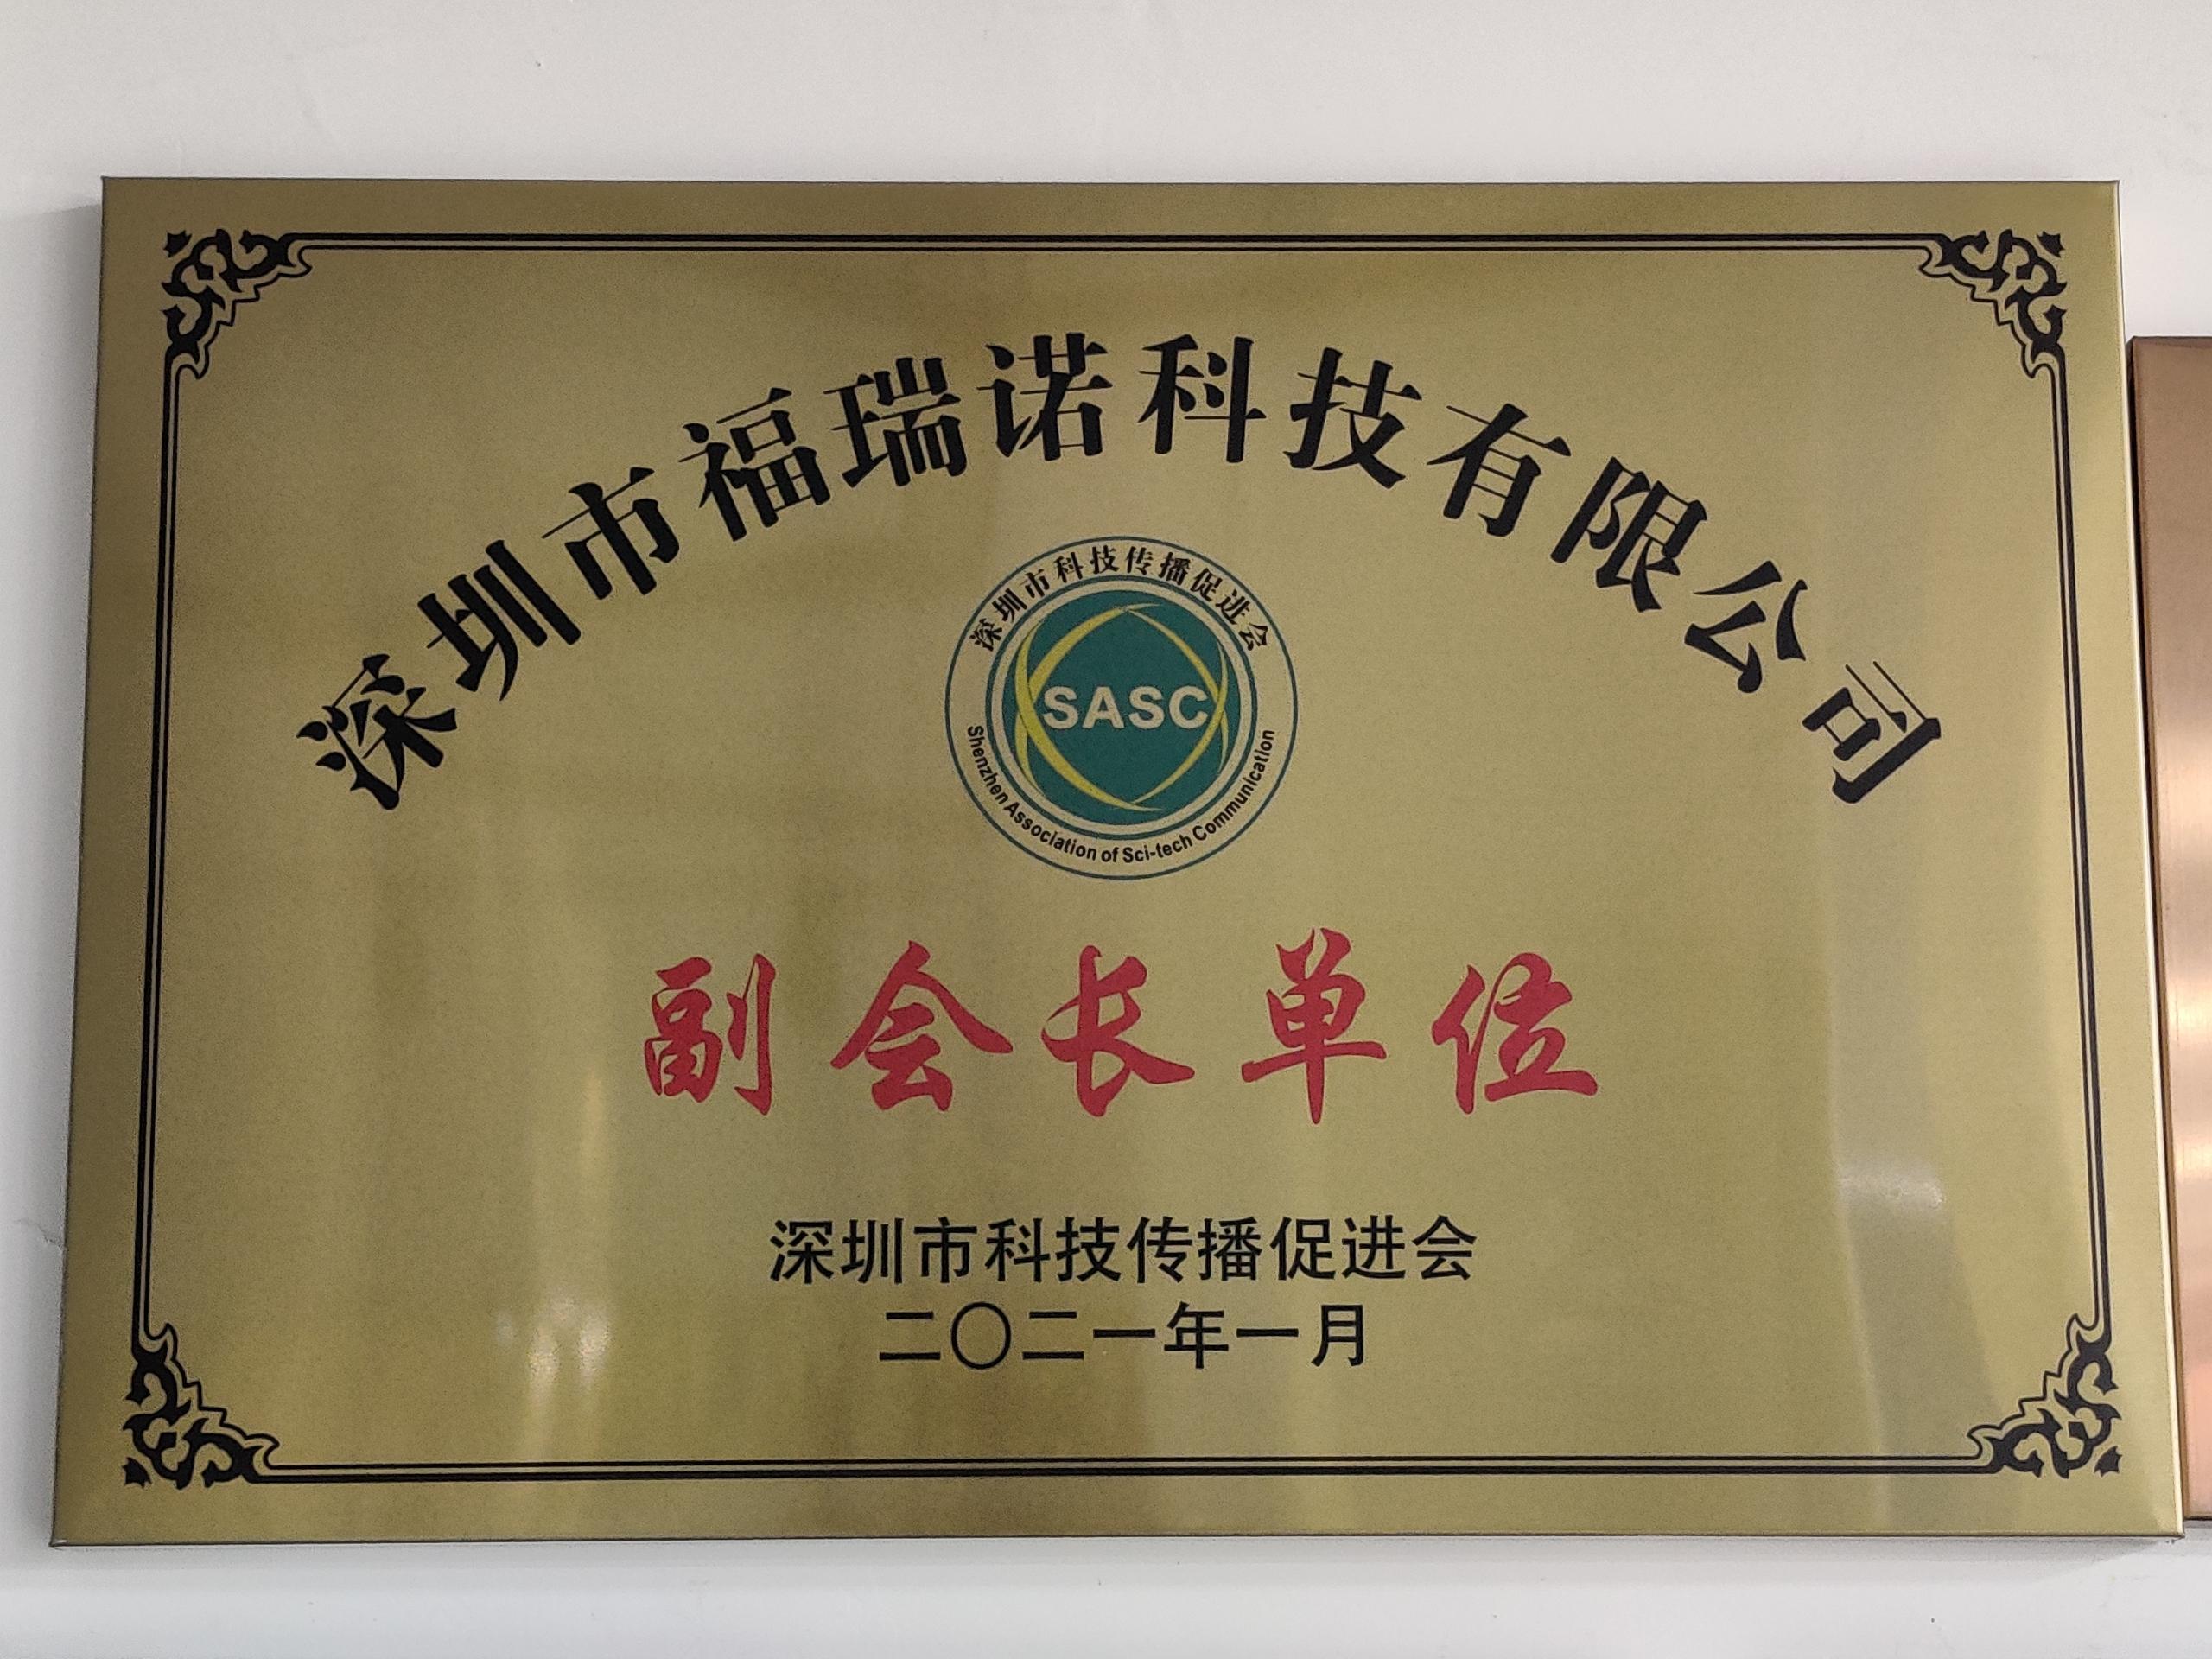 深圳市福瑞诺科技有限公司
深圳市科技传播促进会
SASC
Shenzhen Association of Sci-tech Communication
副会长单位
深圳市科技传播促进会
二〇二一年一月